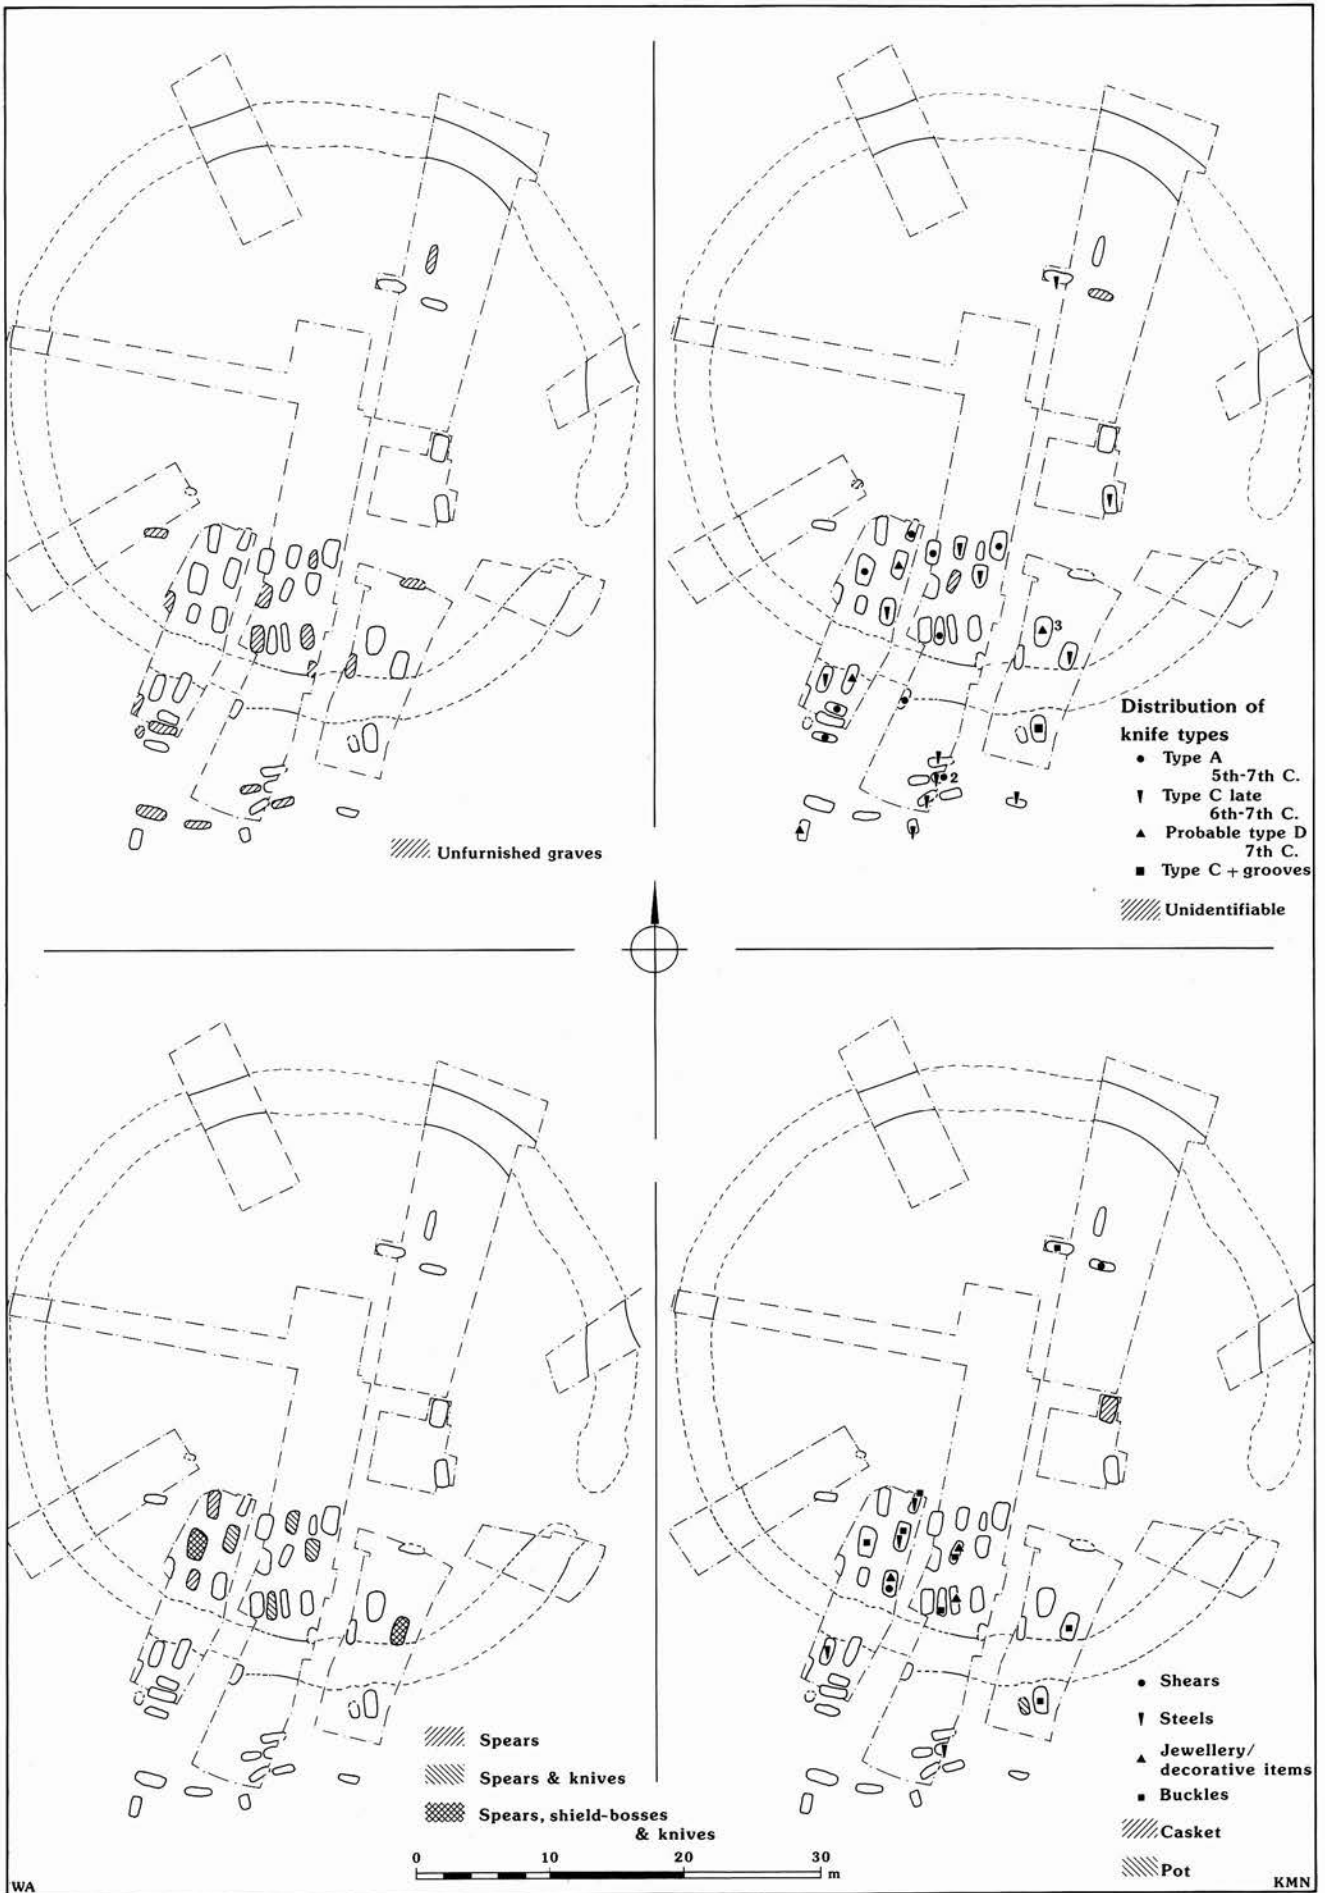 Unfurnished graves
3
2
Distribution of
knife types
Type A
5th-7th C.
Type C late
6th-7th C.
Probable type D
7th C.
Type C + grooves
Unidentifiable
Spears
Spears & knives
Spears, shield-bosses
& knives
Shears
Steels
Jewellery/
decorative items
Buckles
Casket
Pot
0 10 20 30
m
WA
KMN